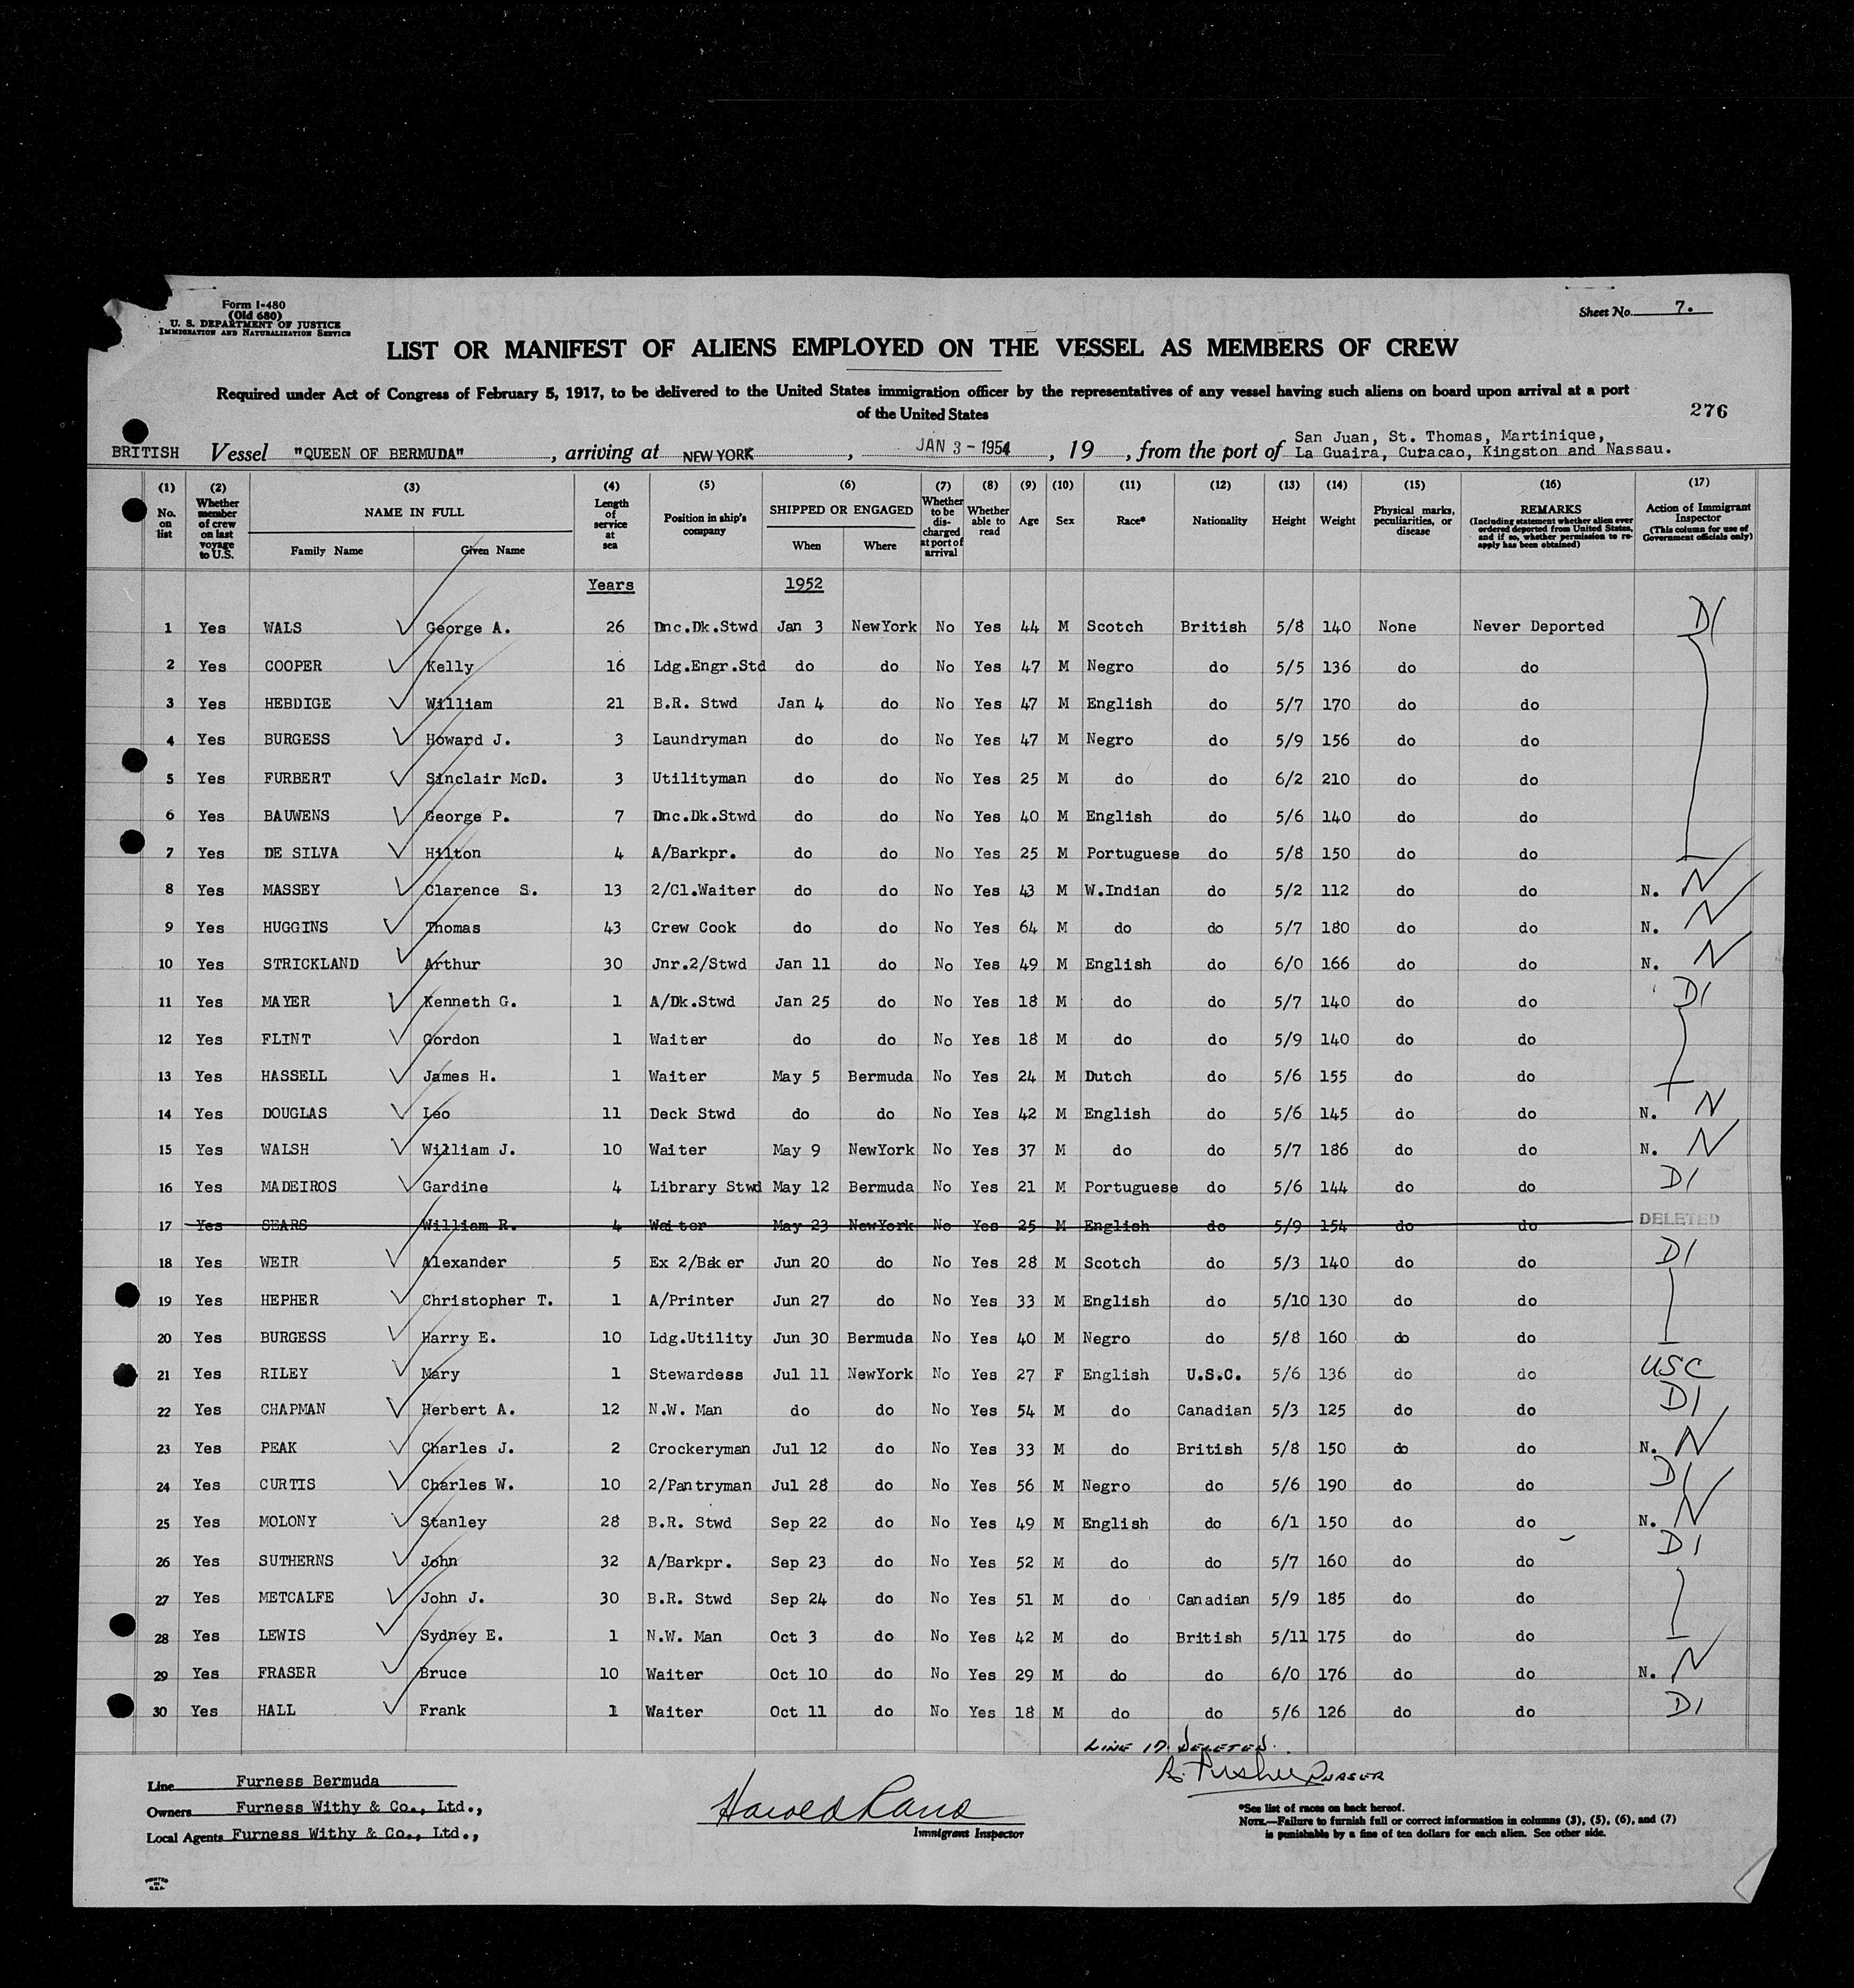 Form I-480
(Old 680)
U. S. DEPARTMENT OF JUSTICE
IMMIGRATION AND NATURALIZATION SERVICE
Sheet No. 7.
LIST OR MANIFEST OF ALIENS EMPLOYED ON THE VESSEL AS MEMBERS OF CREW
Required under Act of Congress of February 5, 1917, to be delivered to the United States immigration officer by the representatives of any vessel having such aliens on board upon arrival at a port
of the United States
276
BRITISH Vessel "QUEEN OF BERMUDA", arriving at NEW YORK, JAN 3 - 1954, 19 , from the port of San Juan, St. Thomas, Martinique,
La Guaira, Curacao, Kingston and Nassau.
(1) (2) (3) (4) (5) (6) (7) (8) (9) (10) (11) (12) (13) (14) (15) (16) (17)
No. on list
Whether member of crew on last voyage to U.S.
NAME IN FULL
Family Name Given Name
Length of service at sea
Position in ship's company
SHIPPED OR ENGAGED
When Where
Whether to be discharged at port of arrival
Whether able to read
Age
Sex
Race*
Nationality
Height
Weight
Physical marks, peculiarities, or disease
REMARKS
(Including statement whether alien ever ordered deported from United States, and if so, whether permission to re-apply has been obtained)
Action of Immigrant Inspector
(This column for use of Government officials only)
Years 1952
1 Yes WALS George A. 26 Dnc.Dk.Stwd Jan 3 NewYork No Yes 44 M Scotch British 5/8 140 None Never Deported D1
2 Yes COOPER Kelly 16 Ldg.Engr.Std do do No Yes 47 M Negro do 5/5 136 do do
3 Yes HEBDIGE William 21 B.R. Stwd Jan 4 do No Yes 47 M English do 5/7 170 do do
4 Yes BURGESS Howard J. 3 Laundryman do do No Yes 47 M Negro do 5/9 156 do do
5 Yes FURBERT Sinclair McD. 3 Utilityman do do No Yes 25 M do do 6/2 210 do do
6 Yes BAUWENS George P. 7 Dnc.Dk.Stwd do do No Yes 40 M English do 5/6 140 do do
7 Yes DE SILVA Hilton 4 A/Barkpr. do do No Yes 25 M Portuguese do 5/8 150 do do
8 Yes MASSEY Clarence S. 13 2/Cl.Waiter do do No Yes 43 M W.Indian do 5/2 112 do do N. N
9 Yes HUGGINS Thomas 43 Crew Cook do do No Yes 64 M do do 5/7 180 do do N. N
10 Yes STRICKLAND Arthur 30 Jnr.2/Stwd Jan 11 do No Yes 49 M English do 6/0 166 do do N. N
11 Yes MAYER Kenneth G. 1 A/Dk.Stwd Jan 25 do No Yes 18 M do do 5/7 140 do do D1
12 Yes FLINT Gordon 1 Waiter do do No Yes 18 M do do 5/9 140 do do
13 Yes HASSELL James H. 1 Waiter May 5 Bermuda No Yes 24 M Dutch do 5/6 155 do do
14 Yes DOUGLAS Leo 11 Deck Stwd do do No Yes 42 M English do 5/6 145 do do N. N
15 Yes WALSH William J. 10 Waiter May 9 NewYork No Yes 37 M do do 5/7 186 do do N. N
16 Yes MADEIROS Gardine 4 Library Stwd May 12 Bermuda No Yes 21 M Portuguese do 5/6 144 do do D1
17 Yes SEARS William R. 4 Waiter May 23 NewYork No Yes 25 M English do 5/9 154 do do DELETED
18 Yes WEIR Alexander 5 Ex 2/Baker Jun 20 do No Yes 28 M Scotch do 5/3 140 do do D1
19 Yes HEPHER Christopher T. 1 A/Printer Jun 27 do No Yes 33 M English do 5/10 130 do do
20 Yes BURGESS Harry E. 10 Ldg.Utility Jun 30 Bermuda No Yes 40 M Negro do 5/8 160 do do
21 Yes RILEY Mary 1 Stewardess Jul 11 NewYork No Yes 27 F English U.S.C. 5/6 136 do do USC
22 Yes CHAPMAN Herbert A. 12 N.W. Man do do No Yes 54 M do Canadian 5/3 125 do do D1
23 Yes PEAK Charles J. 2 Crockeryman Jul 12 do No Yes 33 M do British 5/8 150 do do N. N
24 Yes CURTIS Charles W. 10 2/Pantryman Jul 28 do No Yes 56 M Negro do 5/6 190 do do D1
25 Yes MOLONY Stanley 28 B.R. Stwd Sep 22 do No Yes 49 M English do 6/1 150 do do N. N
26 Yes SUTHERNS John 32 A/Barkpr. Sep 23 do No Yes 52 M do do 5/7 160 do do D1
27 Yes METCALFE John J. 30 B.R. Stwd Sep 24 do No Yes 51 M do Canadian 5/9 185 do do
28 Yes LEWIS Sydney E. 1 N.W. Man Oct 3 do No Yes 42 M do British 5/11 175 do do
29 Yes FRASER Bruce 10 Waiter Oct 10 do No Yes 29 M do do 6/0 176 do do N. N
30 Yes HALL Frank 1 Waiter Oct 11 do No Yes 18 M do do 5/6 126 do do D1
LINE 17 DELETED.
PURSER
Line Furness Bermuda
Owners Furness Withy & Co., Ltd.,
Local Agents Furness Withy & Co., Ltd.,
Harold
Immigrant Inspector
*See list of races on back hereof.
NOTE.—Failure to furnish full or correct information in columns (3), (5), (6), and (7)
is punishable by a fine of ten dollars for each alien. See other side.
PRINTED
IN
U.S.A.